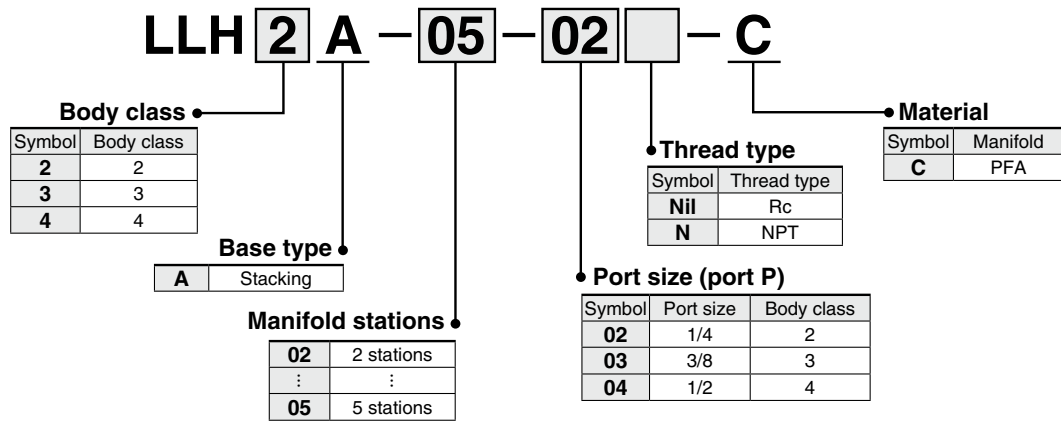 LLH 2 A - 05 - 02 - C
Body class
Symbol Body class
2 2
3 3
4 4
Base type
A Stacking
Manifold stations
02 2 stations
⋮ ⋮
05 5 stations
Port size (port P)
Symbol Port size Body class
02 1/4 2
03 3/8 3
04 1/2 4
Thread type
Symbol Thread type
Nil Rc
N NPT
Material
Symbol Manifold
C PFA